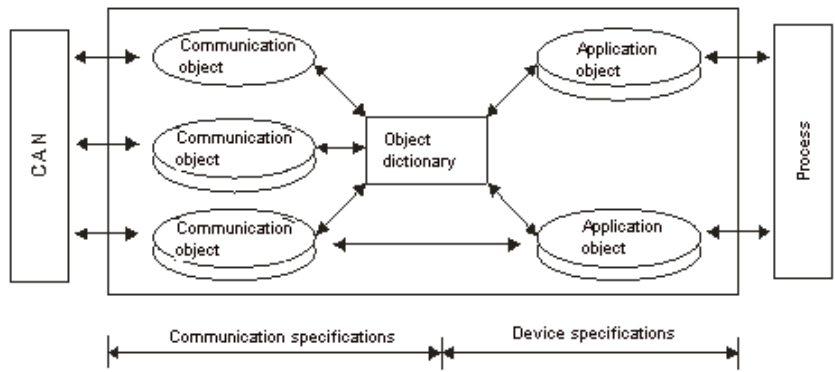 CAN
Communication
object
Communication
object
Communication
object
Object
dictionary
Application
object
Application
object
Process
Communication specifications
Device specifications